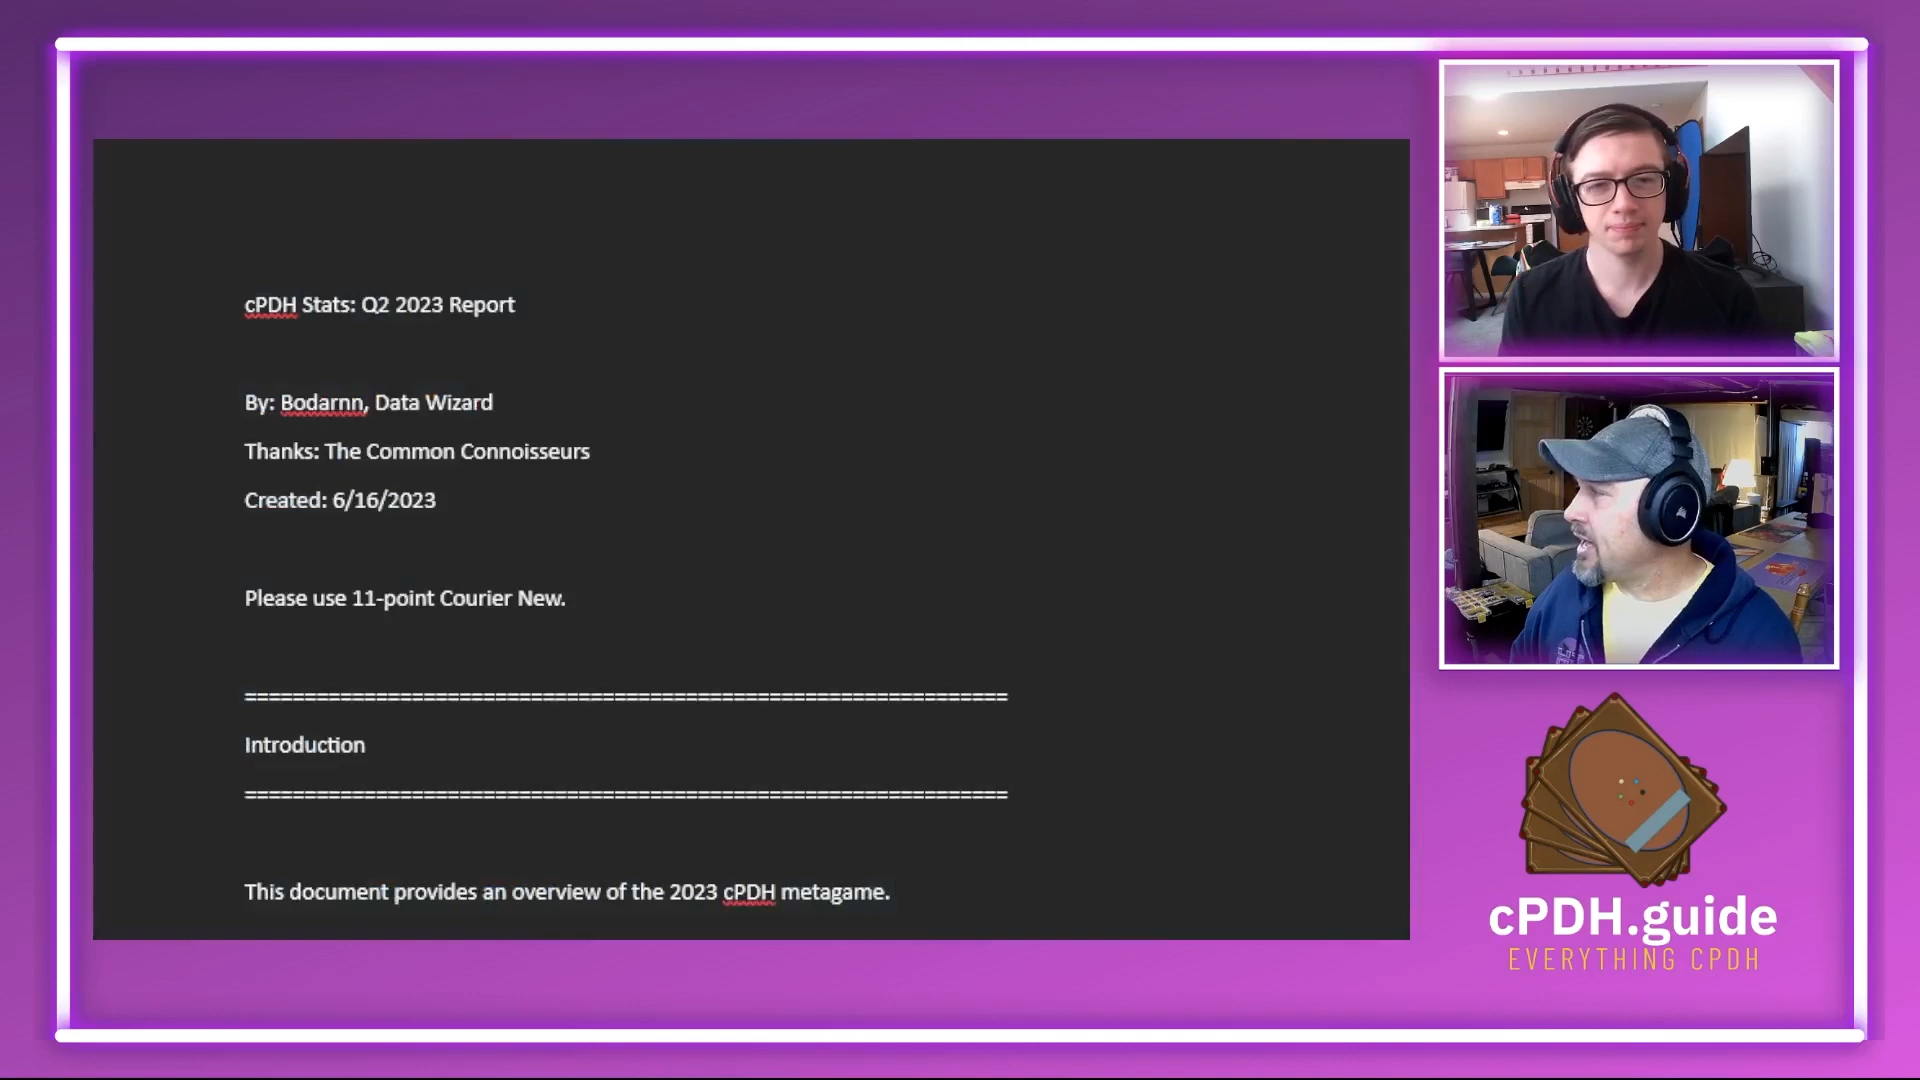 cPDH Stats: Q2 2023 Report
By: Bodarnn, Data Wizard
Thanks: The Common Connoisseurs
Created: 6/16/2023
Please use 11-point Courier New.
================================================================
Introduction
================================================================
This document provides an overview of the 2023 cPDH metagame.
cPDH.guide
EVERYTHING CPDH